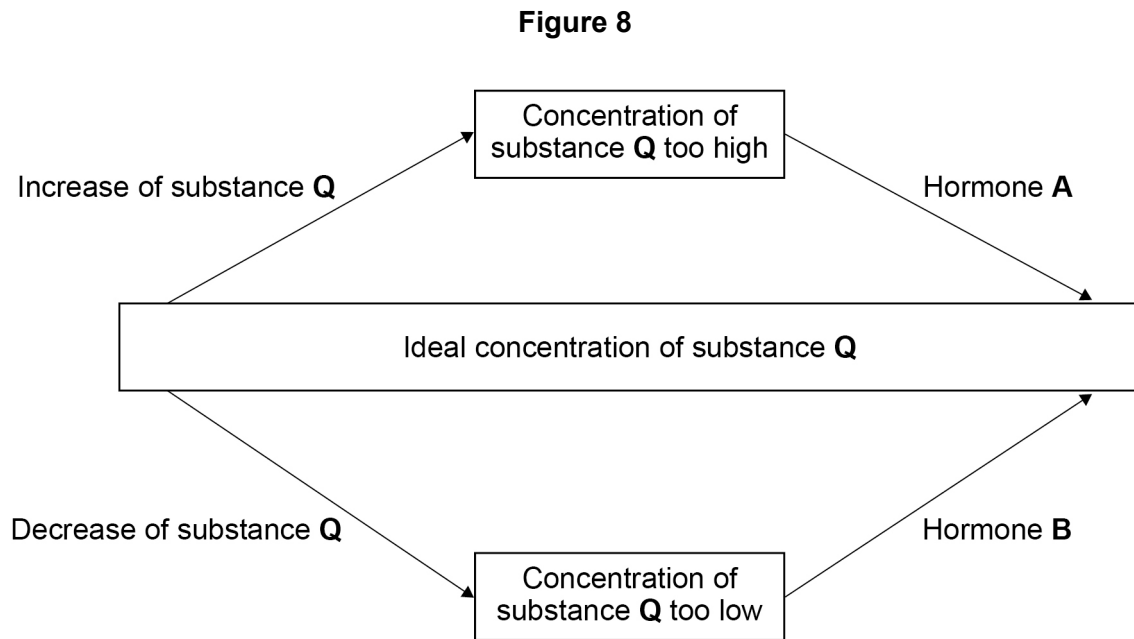 Figure 8
Concentration of
substance Q too high
Increase of substance Q
Hormone A
Ideal concentration of substance Q
Decrease of substance Q
Hormone B
Concentration of
substance Q too low